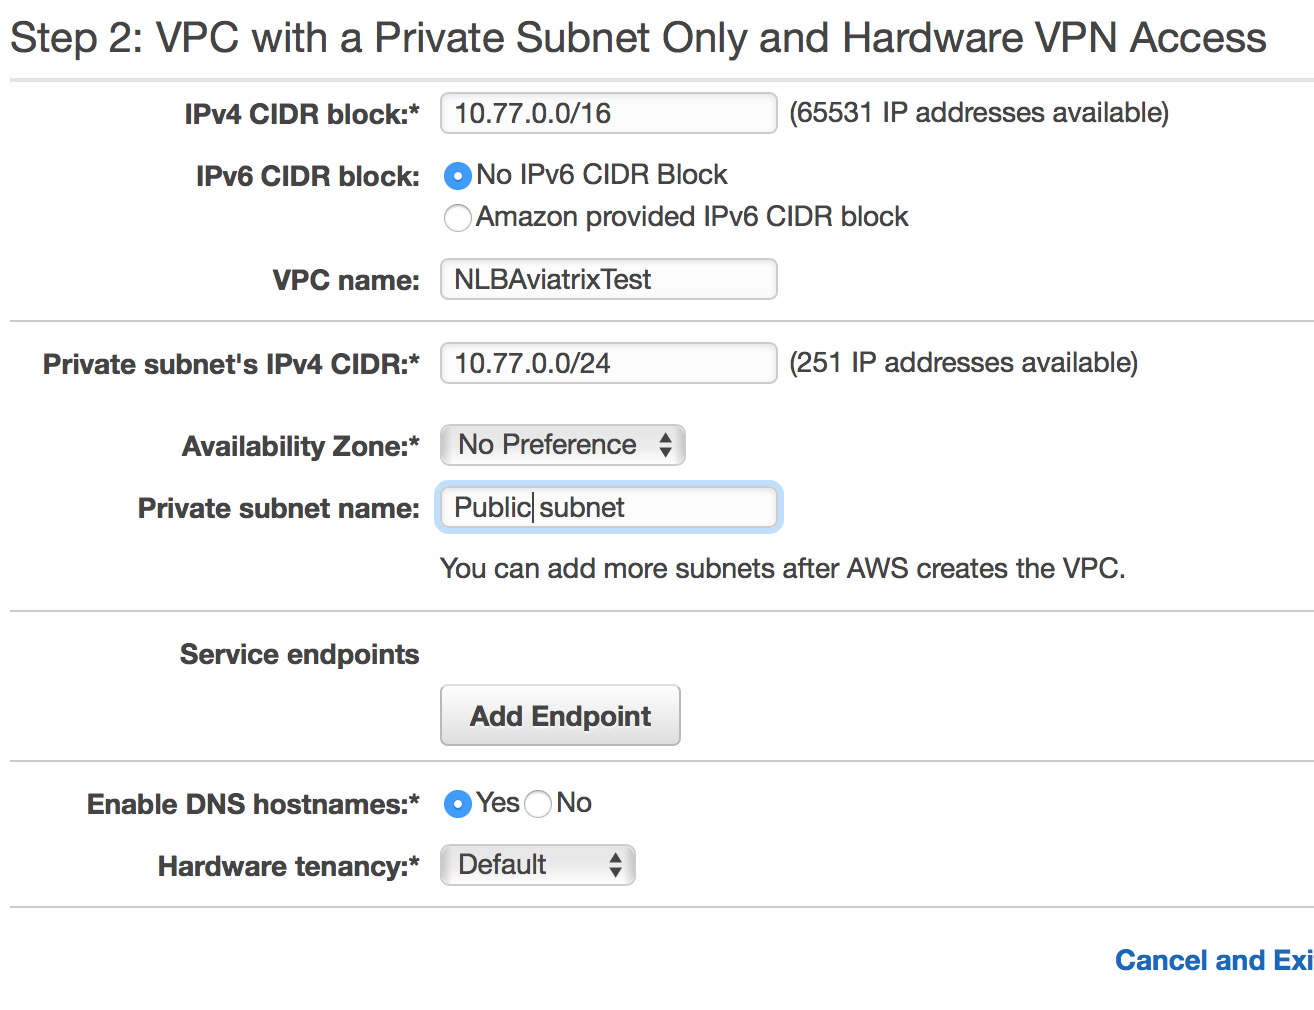 Step 2: VPC with a Private Subnet Only and Hardware VPN Access
IPv4 CIDR block:* 10.77.0.0/16 (65531 IP addresses available)
IPv6 CIDR block: No IPv6 CIDR Block
Amazon provided IPv6 CIDR block
VPC name: NLBAviatrixTest
Private subnet's IPv4 CIDR:* 10.77.0.0/24 (251 IP addresses available)
Availability Zone:* No Preference
Private subnet name: Public subnet
You can add more subnets after AWS creates the VPC.
Service endpoints
Add Endpoint
Enable DNS hostnames:* Yes No
Hardware tenancy:* Default
Cancel and Exi